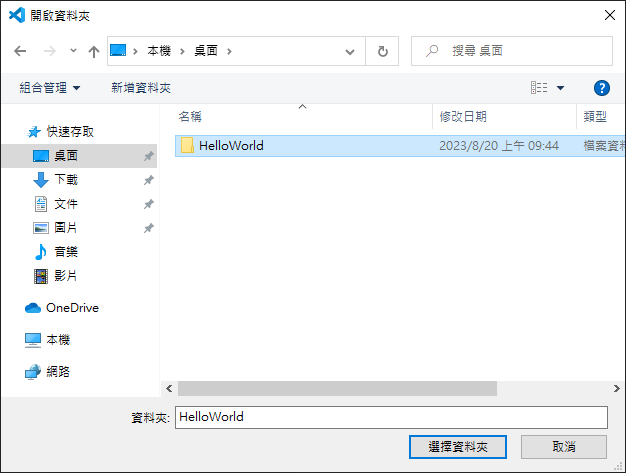 開啟資料夾
本機 桌面
搜尋 桌面
組合管理 新增資料夾
名稱 修改日期 類型
HelloWorld 2023/8/20 上午 09:44 檔案資料
快速存取
桌面
下載
文件
圖片
音樂
影片
OneDrive
本機
網路
資料夾: HelloWorld
選擇資料夾 取消